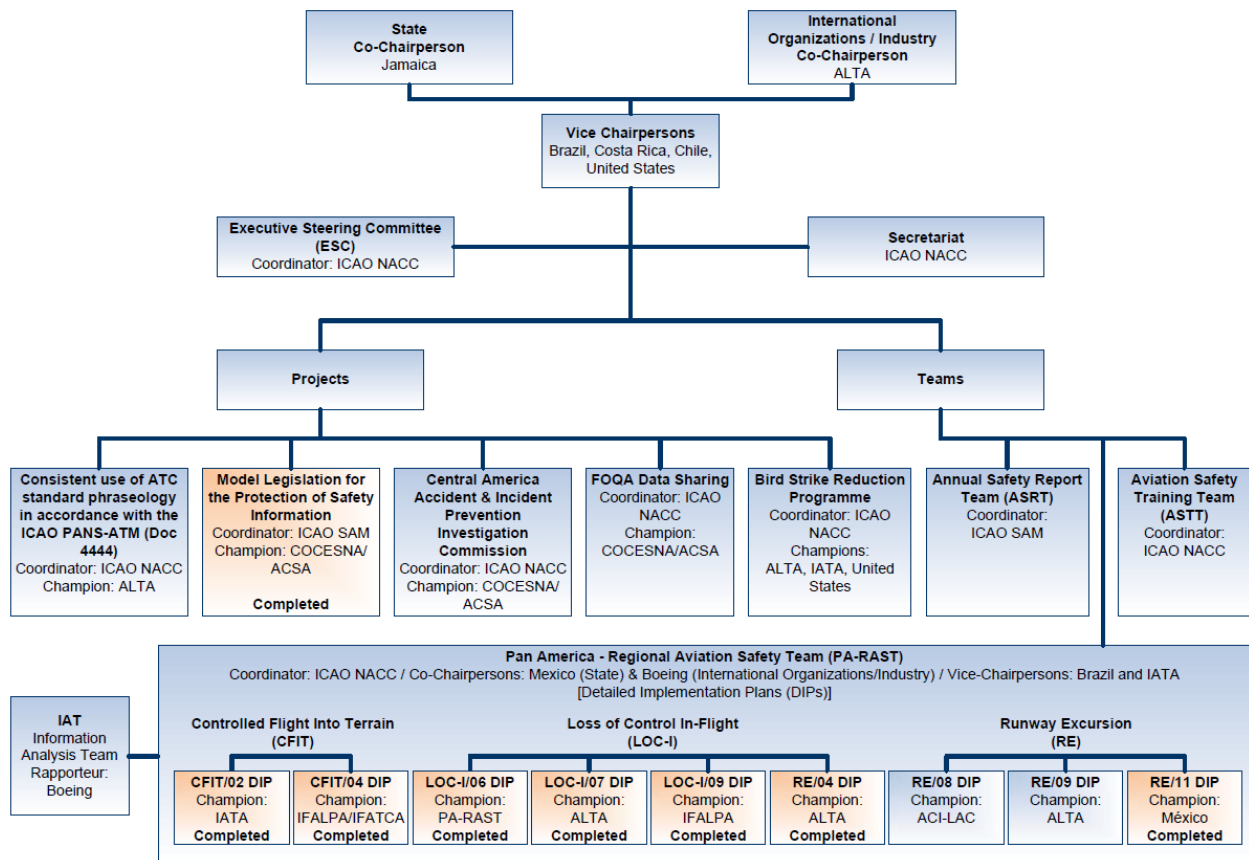 State
Co-Chairperson
Jamaica
International
Organizations / Industry
Co-Chairperson
ALTA
Vice Chairpersons
Brazil, Costa Rica, Chile,
United States
Executive Steering Committee
(ESC)
Coordinator: ICAO NACC
Secretariat
ICAO NACC
Projects
Teams
Consistent use of ATC
standard phraseology
in accordance with the
ICAO PANS-ATM (Doc
4444)
Coordinator: ICAO NACC
Champion: ALTA
Model Legislation for
the Protection of Safety
Information
Coordinator: ICAO SAM
Champion: COCESNA/
ACSA
Completed
Central America
Accident & Incident
Prevention
Investigation
Commission
Coordinator: ICAO NACC
Champion: COCESNA/
ACSA
FOQA Data Sharing
Coordinator: ICAO
NACC
Champion:
COCESNA/ACSA
Bird Strike Reduction
Programme
Coordinator: ICAO
NACC
Champions:
ALTA, IATA, United
States
Annual Safety Report
Team (ASRT)
Coordinator:
ICAO SAM
Aviation Safety
Training Team
(ASTT)
Coordinator:
ICAO NACC
Pan America - Regional Aviation Safety Team (PA-RAST)
Coordinator: ICAO NACC / Co-Chairpersons: Mexico (State) & Boeing (International Organizations/Industry) / Vice-Chairpersons: Brazil and IATA
[Detailed Implementation Plans (DIPs)]
IAT
Information
Analysis Team
Rapporteur:
Boeing
Controlled Flight Into Terrain
(CFIT)
Loss of Control In-Flight
(LOC-I)
Runway Excursion
(RE)
CFIT/02 DIP
Champion:
IATA
Completed
CFIT/04 DIP
Champion:
IFALPA/IFATCA
Completed
LOC-I/06 DIP
Champion:
PA-RAST
Completed
LOC-I/07 DIP
Champion:
ALTA
Completed
LOC-I/09 DIP
Champion:
IFALPA
Completed
RE/04 DIP
Champion:
ALTA
Completed
RE/08 DIP
Champion:
ACI-LAC
RE/09 DIP
Champion:
ALTA
RE/11 DIP
Champion:
México
Completed